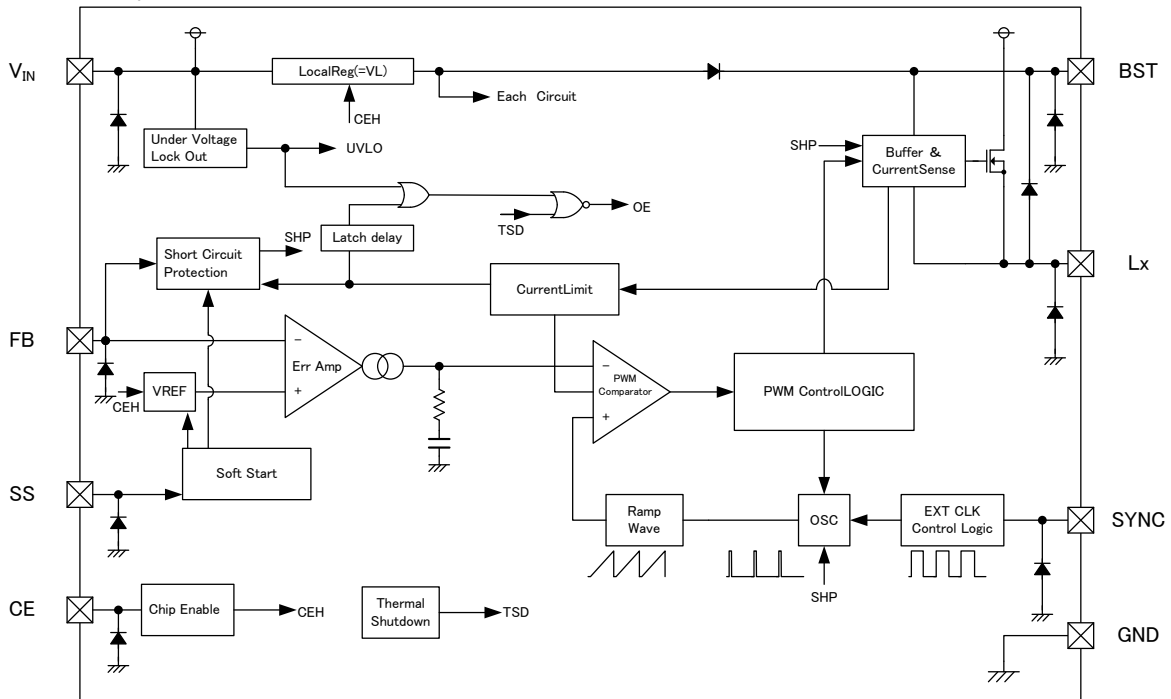 VIN
LocalReg(=VL)
BST
Each Circuit
CEH
Under Voltage
Lock Out
UVLO
SHP
Buffer &
CurrentSense
OE
TSD
Latch delay
SHP
Short Circuit
Protection
CurrentLimit
Lx
FB
-
Err Amp
+
VREF
CEH
-
PWM
Comparator
+
PWM ControlLOGIC
Soft Start
SS
Ramp
Wave
OSC
EXT CLK
Control Logic
SYNC
SHP
CE
Chip Enable
CEH
Thermal
Shutdown
TSD
GND